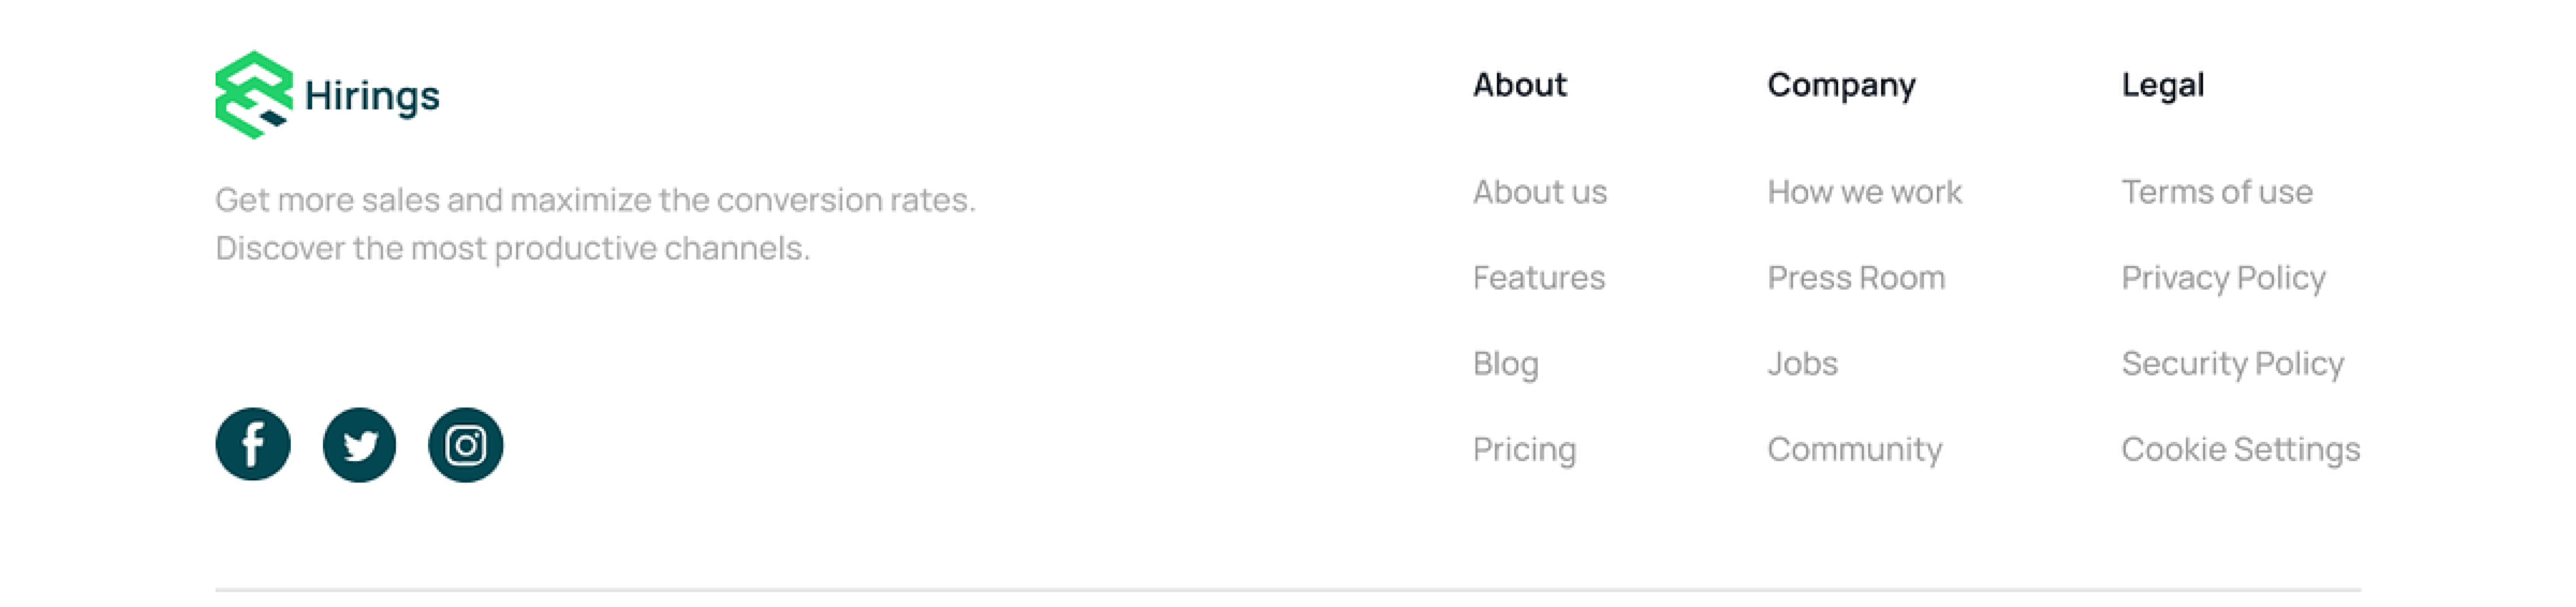 Hirings
Get more sales and maximize the conversion rates.
Discover the most productive channels.
About
About us
Features
Blog
Pricing
Company
How we work
Press Room
Jobs
Community
Legal
Terms of use
Privacy Policy
Security Policy
Cookie Settings